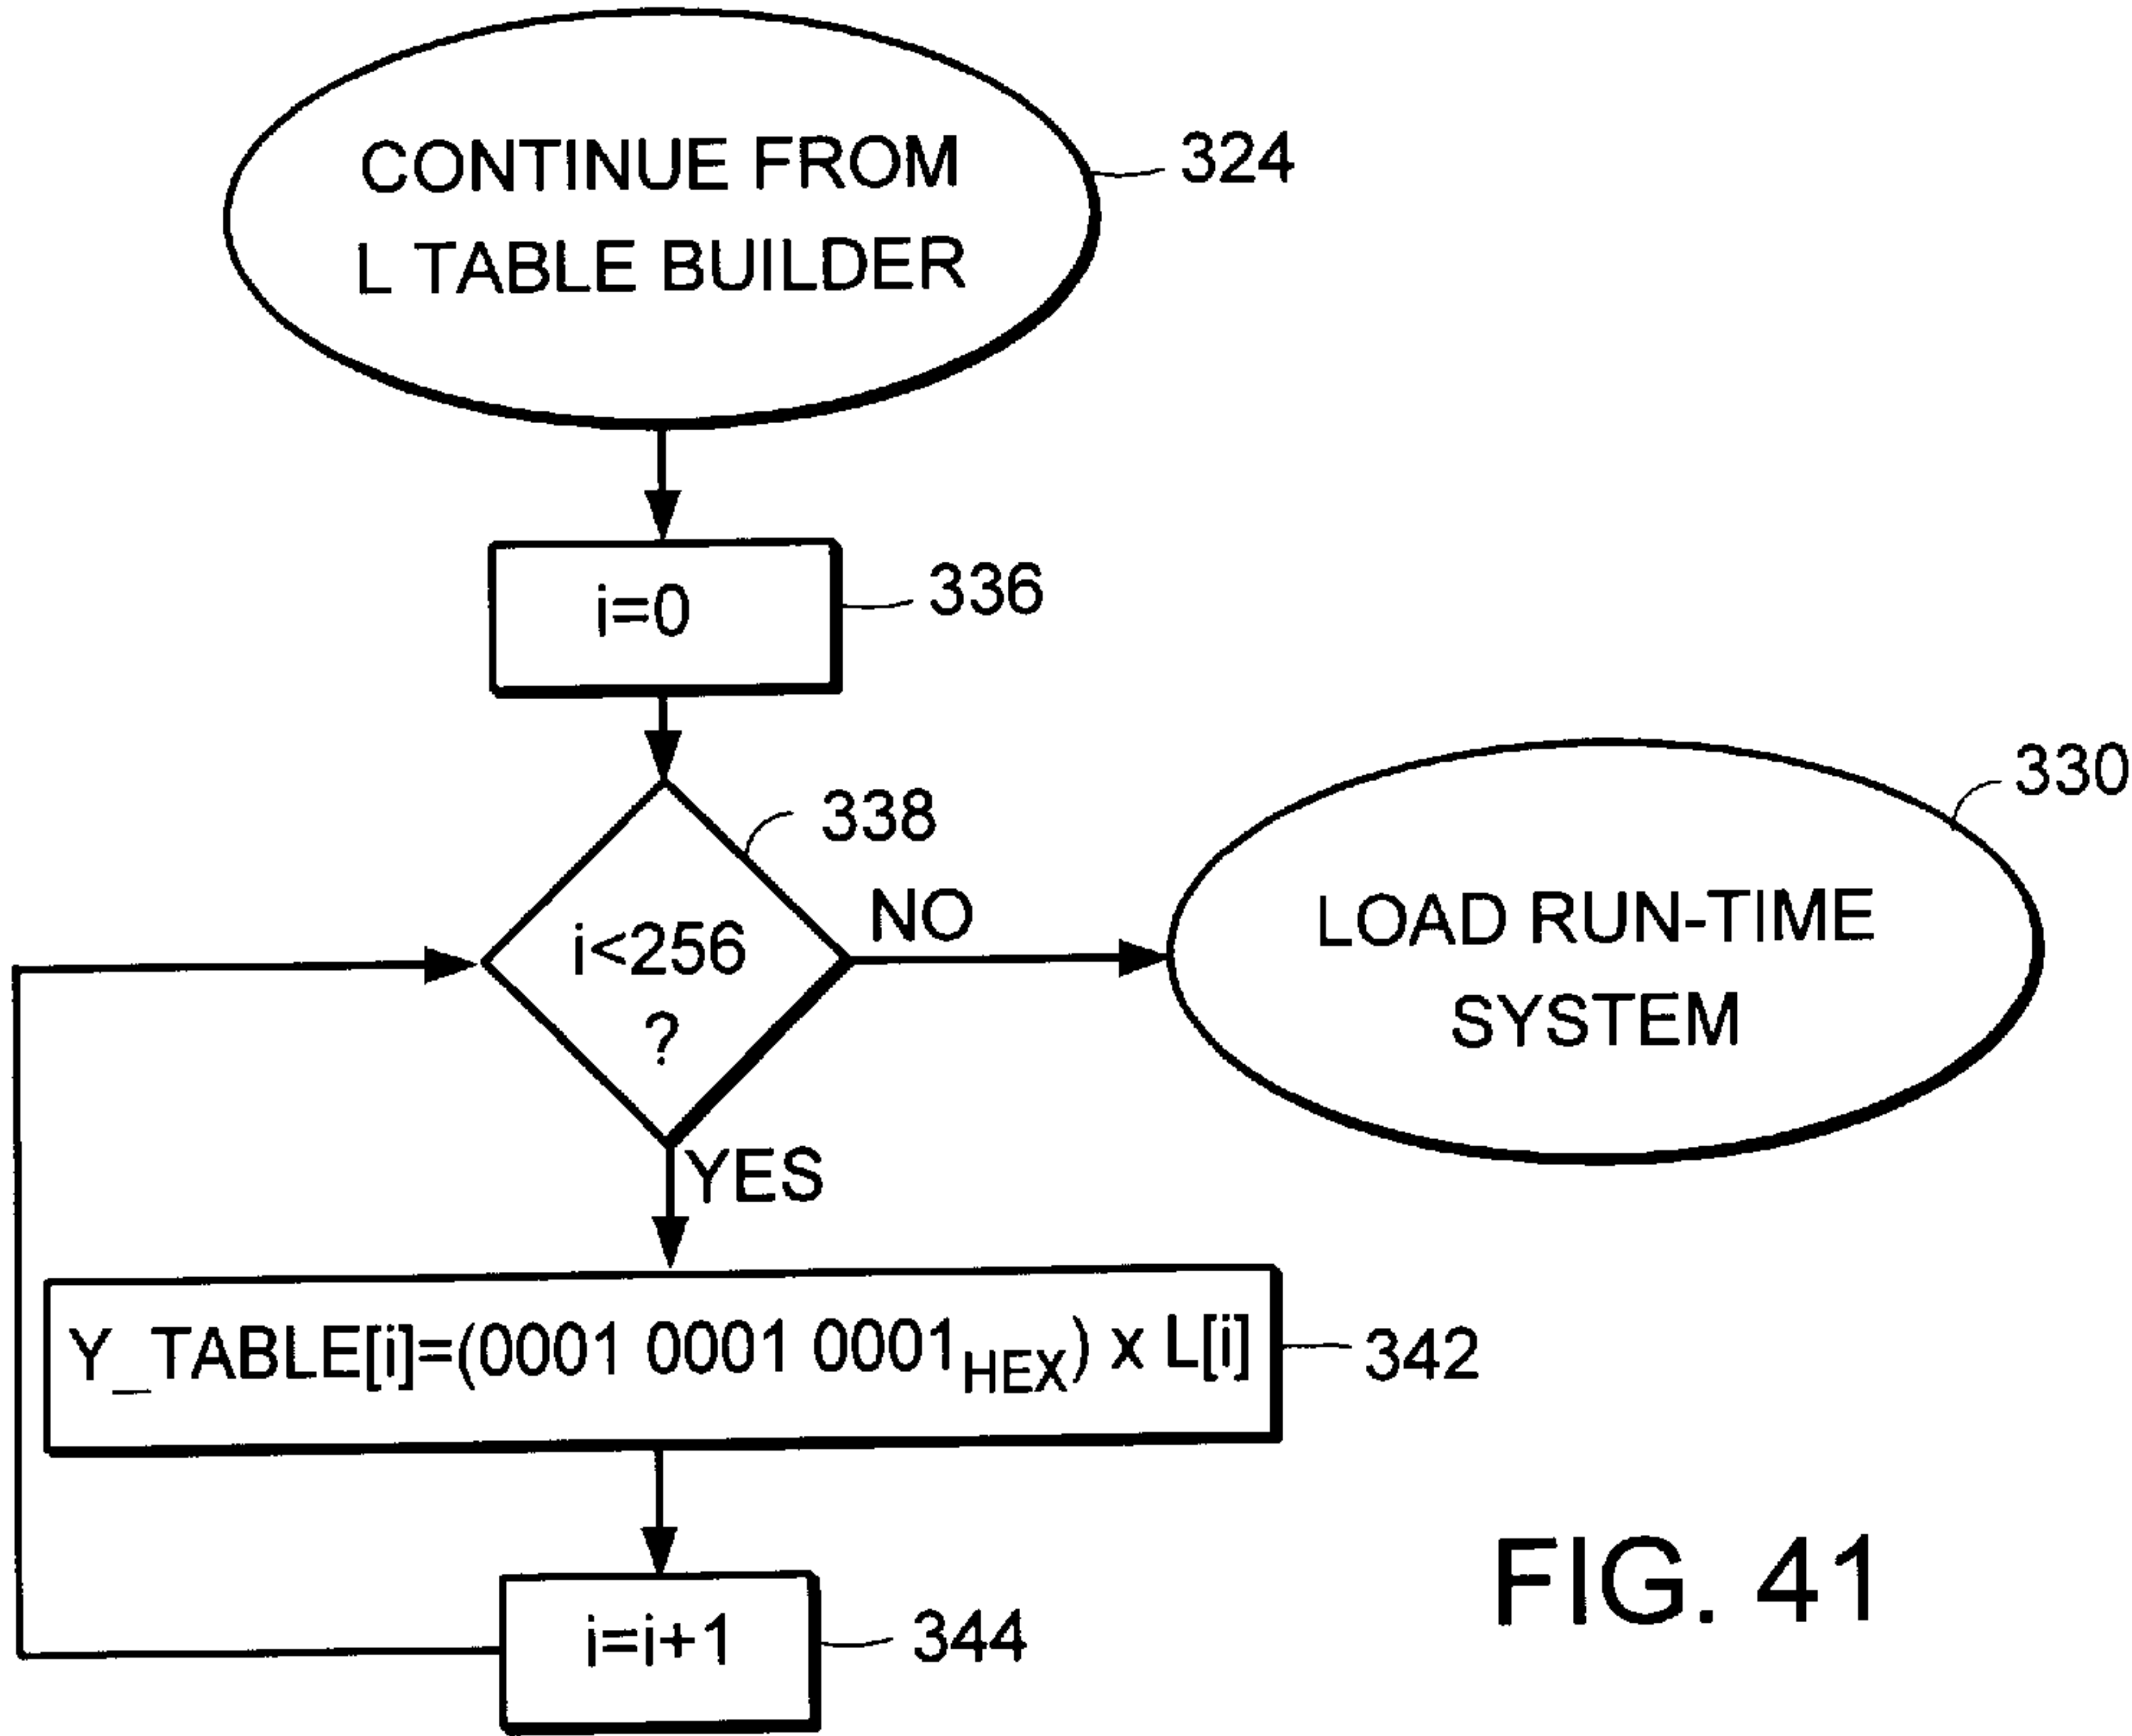 CONTINUE FROM
L TABLE BUILDER
324
i=0
336
338
i<256
?
NO
YES
LOAD RUN-TIME
SYSTEM
330
Y_TABLE[i]=(0001 0001 0001HEX) x L[i]
342
i=i+1
344
FIG. 41